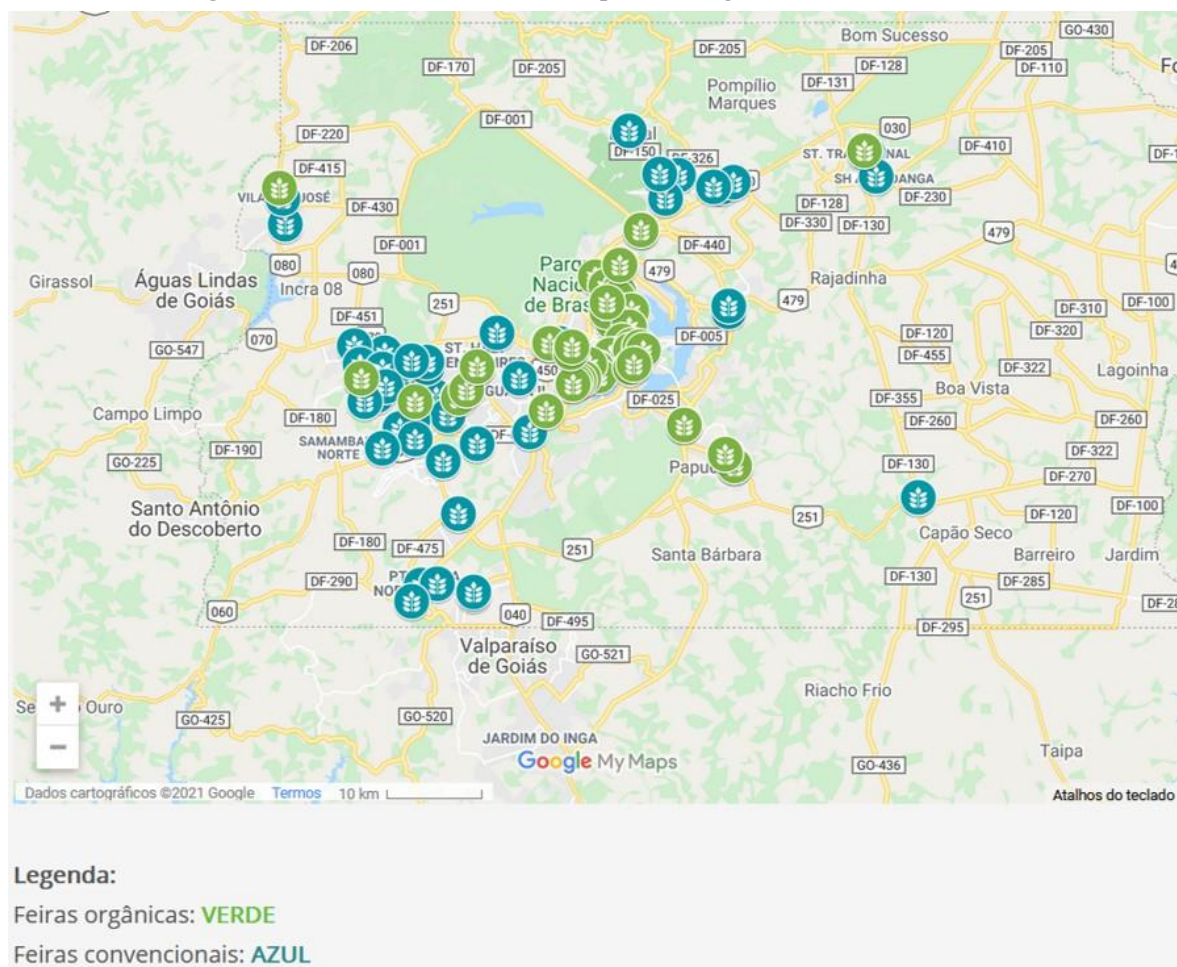 GO-430
Bom Sucesso
DF-206
DF-205
DF-205
DF-170
DF-205
DF-128
DF-110
DF-131
Pompílio
Marques
DF-001
030
DF-220
DF-410
DF-150
DF-326
DF-415
DF-230
DF-430
DF-128
DF-330
DF-130
479
DF-001
DF-440
080
080
479
Girassol
Águas Lindas
de Goiás
Incra 08
Rajadinha
251
479
DF-310
DF-100
DF-451
DF-120
DF-320
070
DF-005
GO-547
DF-455
DF-322
Lagoinha
450
Boa Vista
DF-025
DF-355
Campo Limpo
DF-180
DF-260
DF-260
SAMAMBAIA
NORTE
DF-190
DF-322
GO-225
DF-130
DF-270
Santo Antônio
do Descoberto
DF-100
251
DF-120
Capão Seco
DF-180
DF-475
251
Santa Bárbara
Barreiro
Jardim
DF-290
DF-130
DF-285
251
060
040
DF-495
DF-295
Valparaíso
de Goiás
GO-521
Riacho Frio
+
Ouro
GO-425
GO-520
−
JARDIM DO INGA
Google My Maps
Taipa
GO-436
Dados cartográficos ©2021 Google Termos 10 km Atalhos do teclado
Legenda:
Feiras orgânicas: VERDE
Feiras convencionais: AZUL